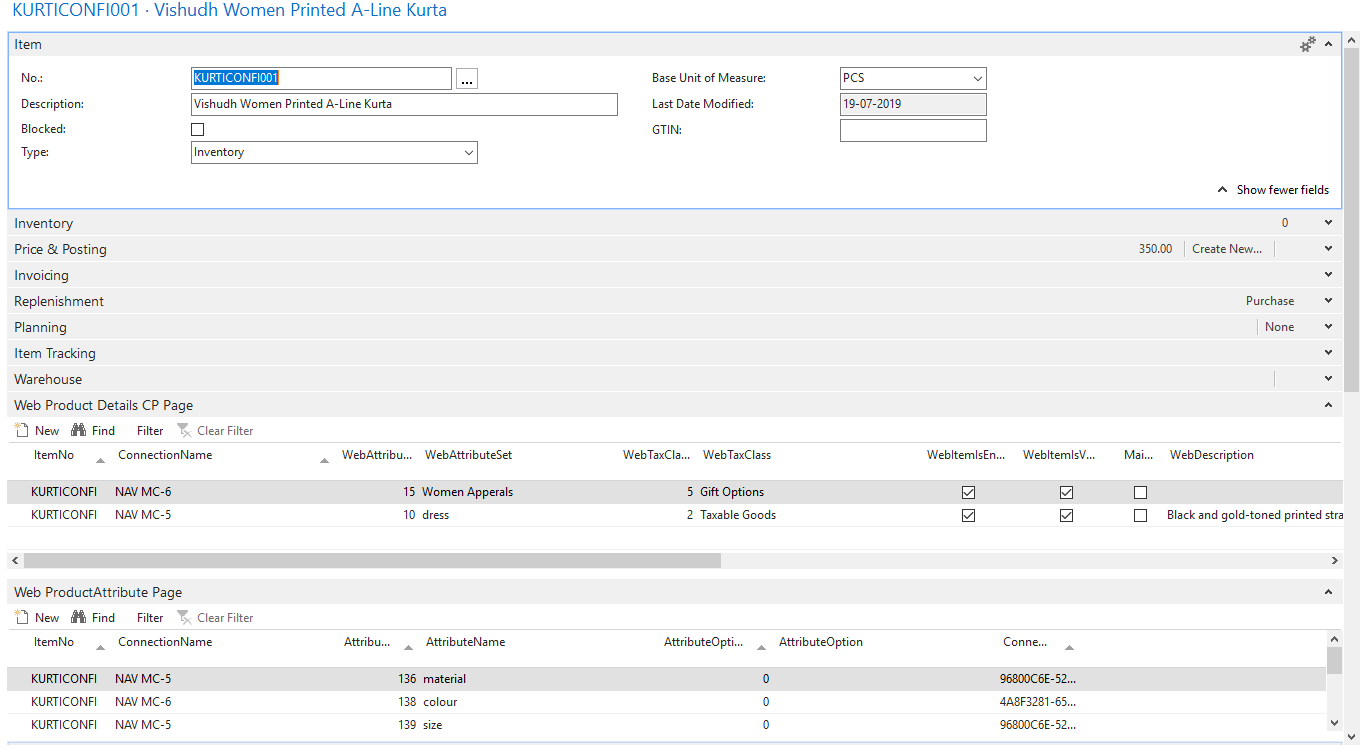 KURTICONFI001 · Vishudh Women Printed A-Line Kurta
Item
No.: KURTICONFI001 ... Base Unit of Measure: PCS
Description: Vishudh Women Printed A-Line Kurta Last Date Modified: 19-07-2019
Blocked: GTIN:
Type: Inventory
Show fewer fields
Inventory 0
Price & Posting 350.00 Create New...
Invoicing
Replenishment Purchase
Planning None
Item Tracking
Warehouse
Web Product Details CP Page
New Find Filter Clear Filter
ItemNo ConnectionName WebAttribu... WebAttributeSet WebTaxCla... WebTaxClass WebItemIsEn... WebItemIsV... Mai... WebDescription
KURTICONFI NAV MC-6 15 Women Apperals 5 Gift Options
KURTICONFI NAV MC-5 10 dress 2 Taxable Goods Black and gold-toned printed stra
Web ProductAttribute Page
New Find Filter Clear Filter
ItemNo ConnectionName Attribu... AttributeName AttributeOpti... AttributeOption Conne...
KURTICONFI NAV MC-5 136 material 0 96800C6E-52...
KURTICONFI NAV MC-6 138 colour 0 4A8F3281-65...
KURTICONFI NAV MC-5 139 size 0 96800C6E-52...